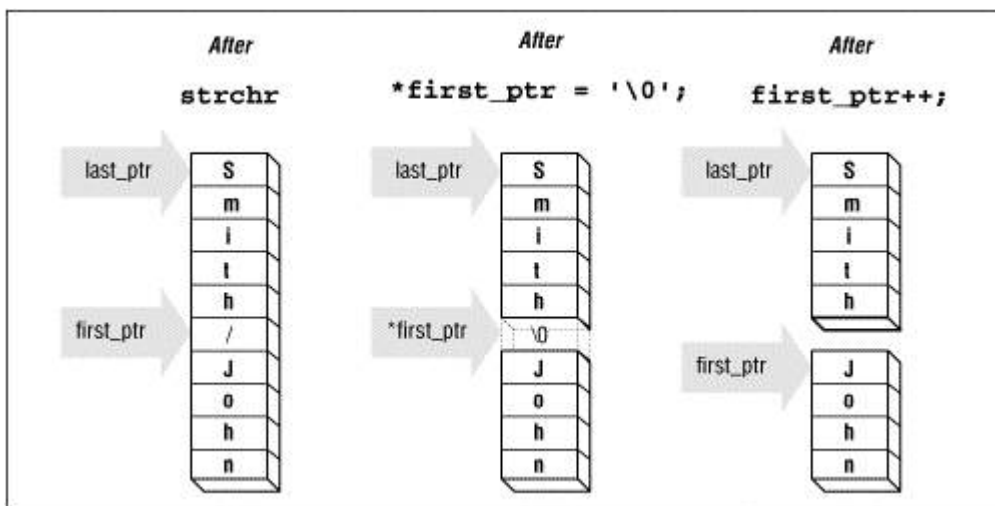 After
strchr
last_ptr
S
m
i
t
h
first_ptr
/
J
o
h
n
After
*first_ptr = '\0';
last_ptr
S
m
i
t
h
*first_ptr
\0
J
o
h
n
After
first_ptr++;
last_ptr
S
m
i
t
h
first_ptr
J
o
h
n